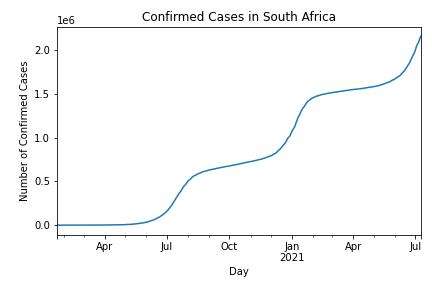 Confirmed Cases in South Africa
1e6
2.0
1.5
1.0
0.5
0.0
Number of Confirmed Cases
Apr Jul Oct Jan Apr Jul
2021
Day